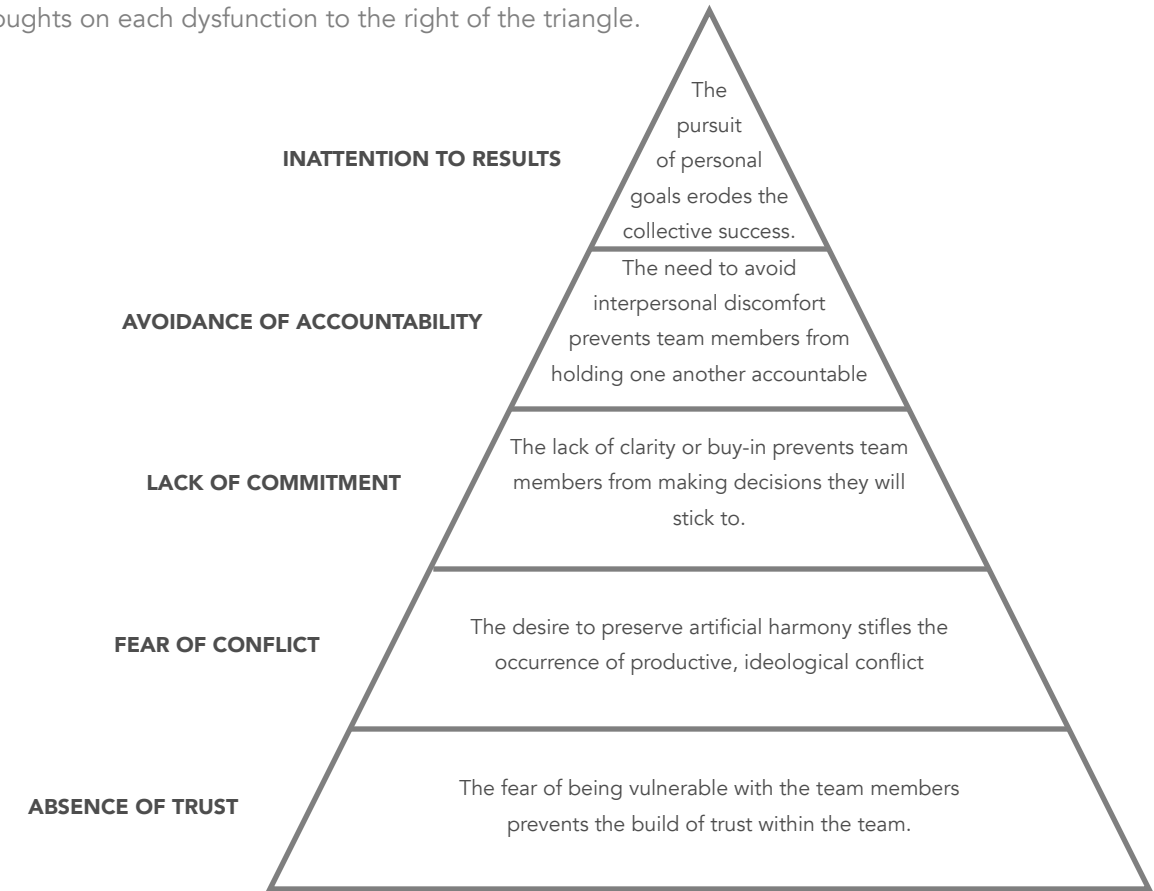 oughts on each dysfunction to the right of the triangle.
The
pursuit
INATTENTION TO RESULTS
of personal
goals erodes the
collective success.
The need to avoid
interpersonal discomfort
AVOIDANCE OF ACCOUNTABILITY
prevents team members from
holding one another accountable
The lack of clarity or buy-in prevents team
LACK OF COMMITMENT
members from making decisions they will
stick to.
FEAR OF CONFLICT
The desire to preserve artificial harmony stifles the
occurrence of productive, ideological conflict
ABSENCE OF TRUST
The fear of being vulnerable with the team members
prevents the build of trust within the team.